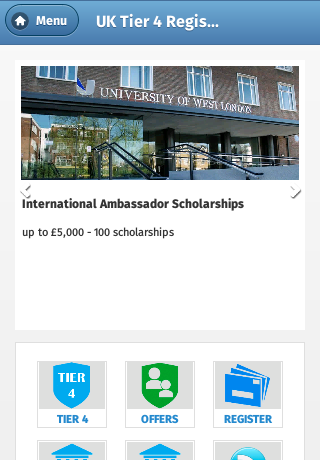 Menu
UK Tier 4 Regis...
UNIVERSITY OF WEST LONDON
International Ambassador Scholarships
up to £5,000 - 100 scholarships
TIER
4
TIER 4
OFFERS
REGISTER